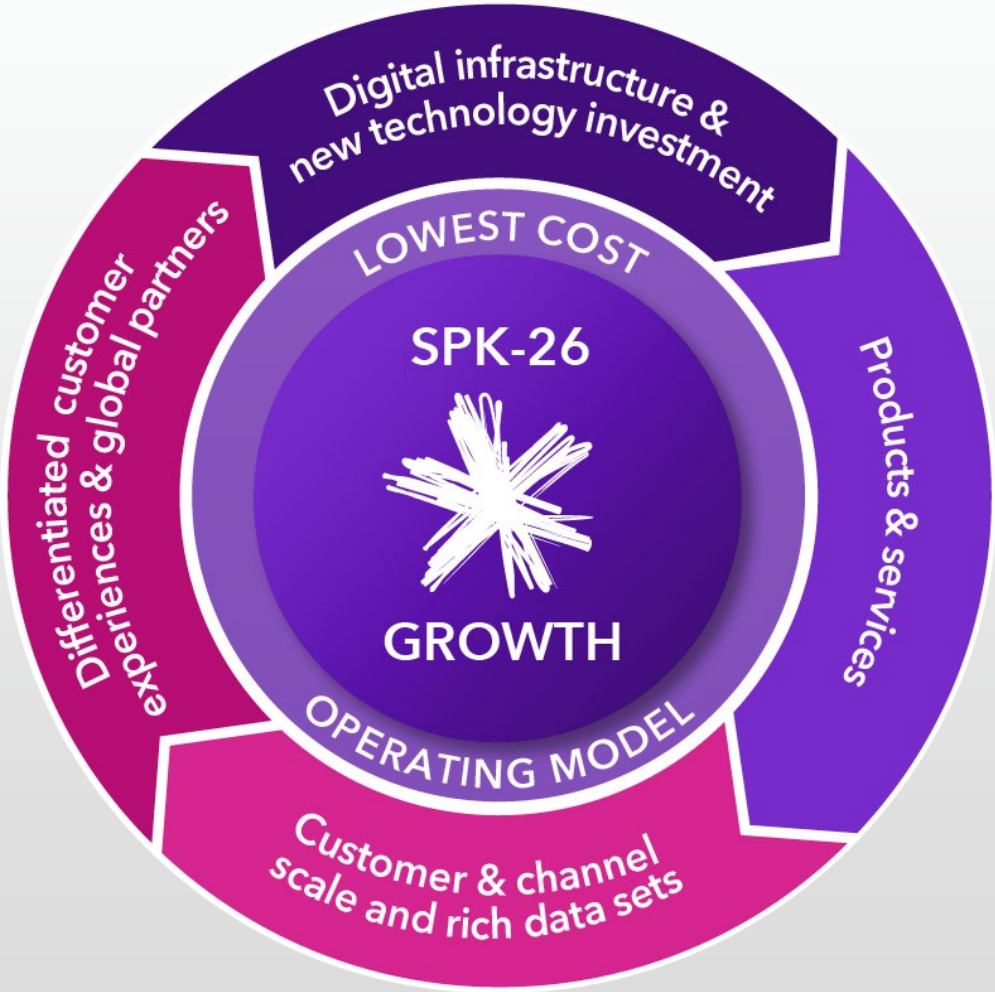 Digital infrastructure &
new technology investment
Products & services
Customer & channel
scale and rich data sets
Differentiated customer
experiences & global partners
LOWEST COST
OPERATING MODEL
SPK-26
GROWTH